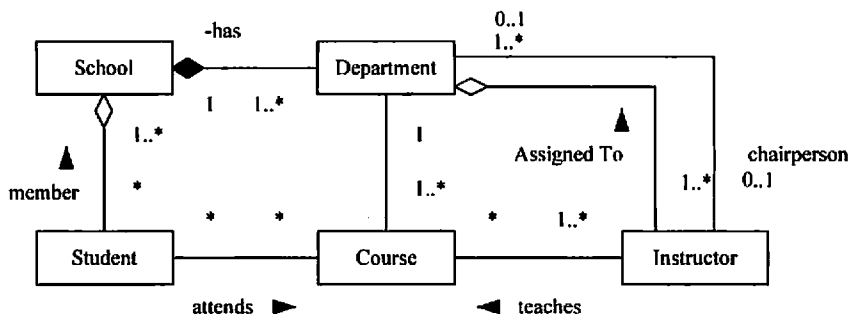 -has
0..1
1..*
School
Department
1
1..*
1..*
1
Assigned To
chairperson
member
*
1..*
1..*
0..1
*
*
*
1..*
Student
Course
Instructor
attends
teaches